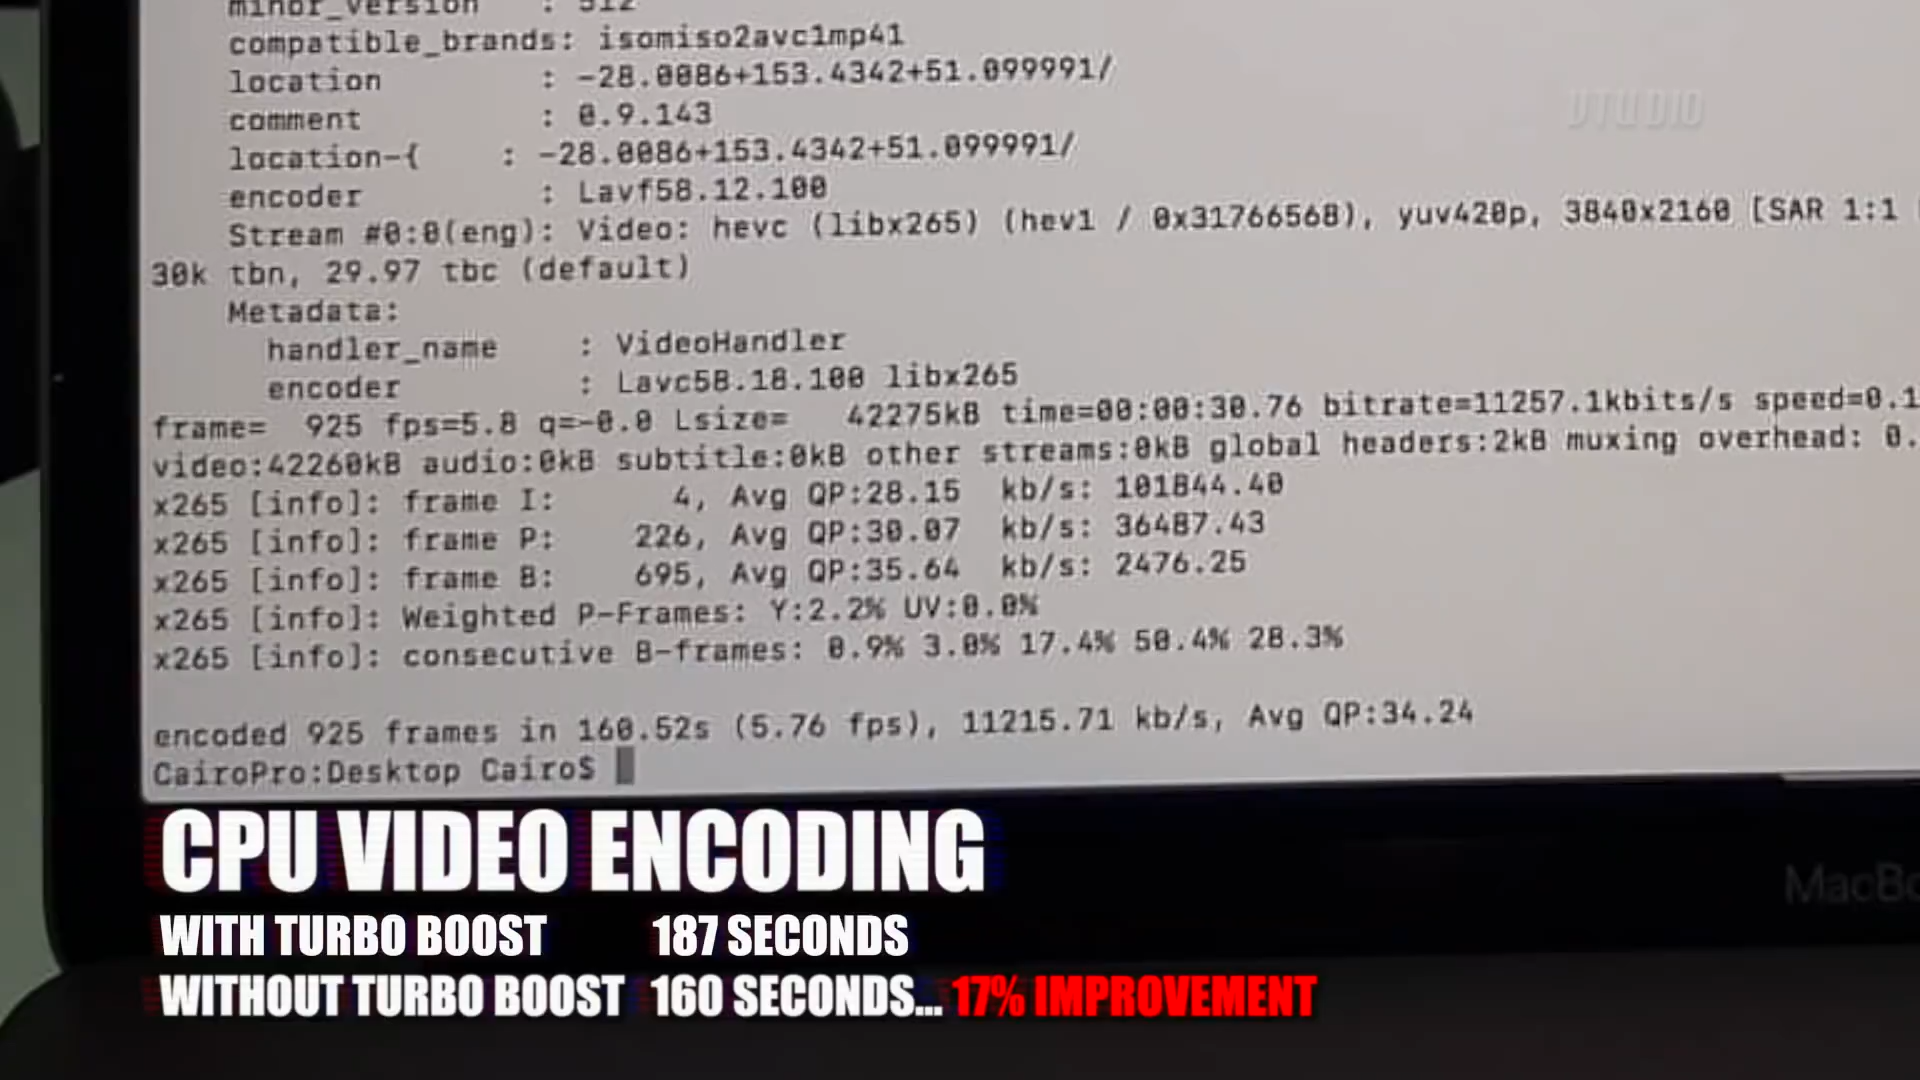 minor_version : 512
compatible_brands: isomiso2avc1mp41
location : -28.0086+153.4342+51.099991/
comment : 0.9.143
location-{ : -28.0086+153.4342+51.099991/
encoder : Lavf58.12.100
Stream #0:0(eng): Video: hevc (libx265) (hev1 / 0x31766568), yuv420p, 3840x2160 [SAR 1:1
30k tbn, 29.97 tbc (default)
Metadata:
handler_name : VideoHandler
encoder : Lavc58.18.100 libx265
frame= 925 fps=5.8 q=-0.0 Lsize= 42275kB time=00:00:30.76 bitrate=11257.1kbits/s speed=0.1
video:42260kB audio:0kB subtitle:0kB other streams:0kB global headers:2kB muxing overhead: 0.
x265 [info]: frame I: 4, Avg QP:28.15 kb/s: 101844.40
x265 [info]: frame P: 226, Avg QP:30.07 kb/s: 36487.43
x265 [info]: frame B: 695, Avg QP:35.64 kb/s: 2476.25
x265 [info]: Weighted P-Frames: Y:2.2% UV:0.0%
x265 [info]: consecutive B-frames: 0.9% 3.0% 17.4% 50.4% 28.3%
encoded 925 frames in 160.52s (5.76 fps), 11215.71 kb/s, Avg QP:34.24
CairoPro:Desktop Cairo$
MacBo
CPU VIDEO ENCODING
WITH TURBO BOOST 187 SECONDS
WITHOUT TURBO BOOST 160 SECONDS... 17% IMPROVEMENT